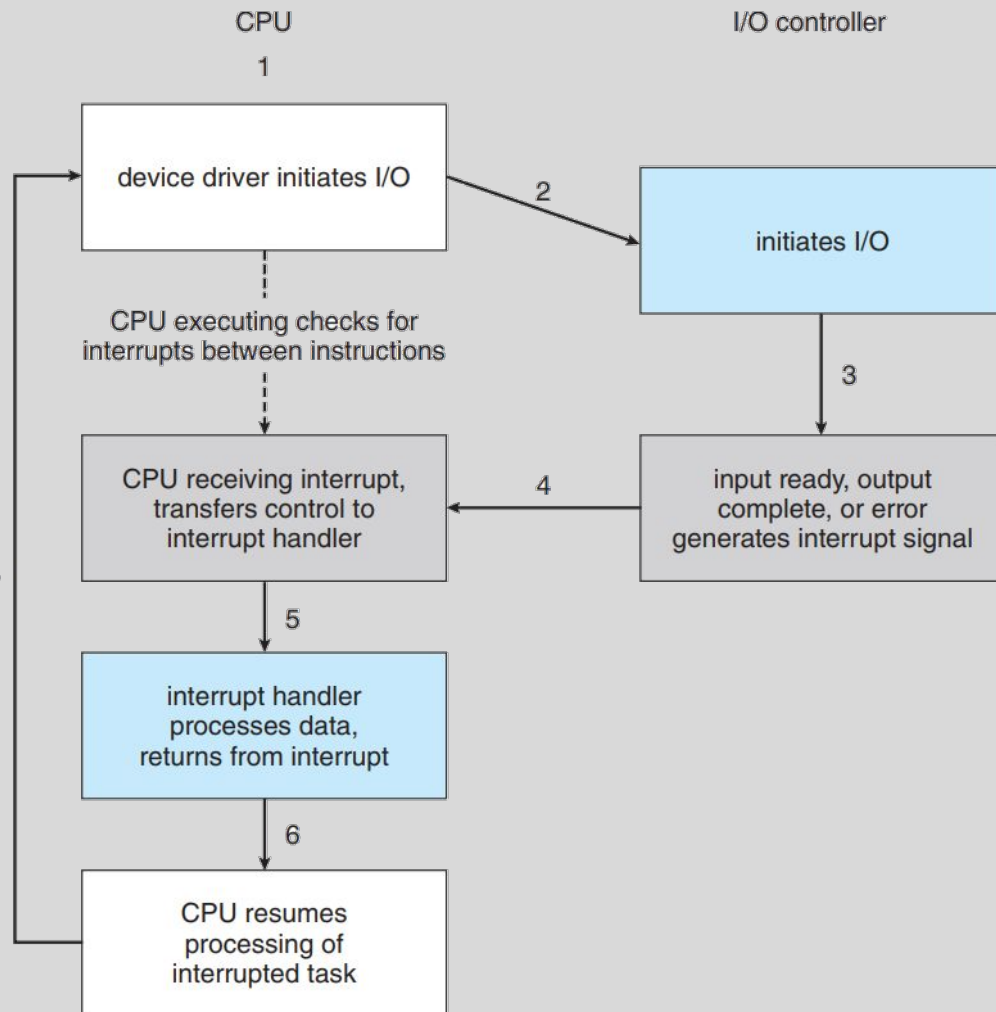 CPU
I/O controller
1
device driver initiates I/O
2
initiates I/O
CPU executing checks for
interrupts between instructions
3
CPU receiving interrupt,
transfers control to
interrupt handler
4
input ready, output
complete, or error
generates interrupt signal
5
interrupt handler
processes data,
returns from interrupt
6
CPU resumes
processing of
interrupted task